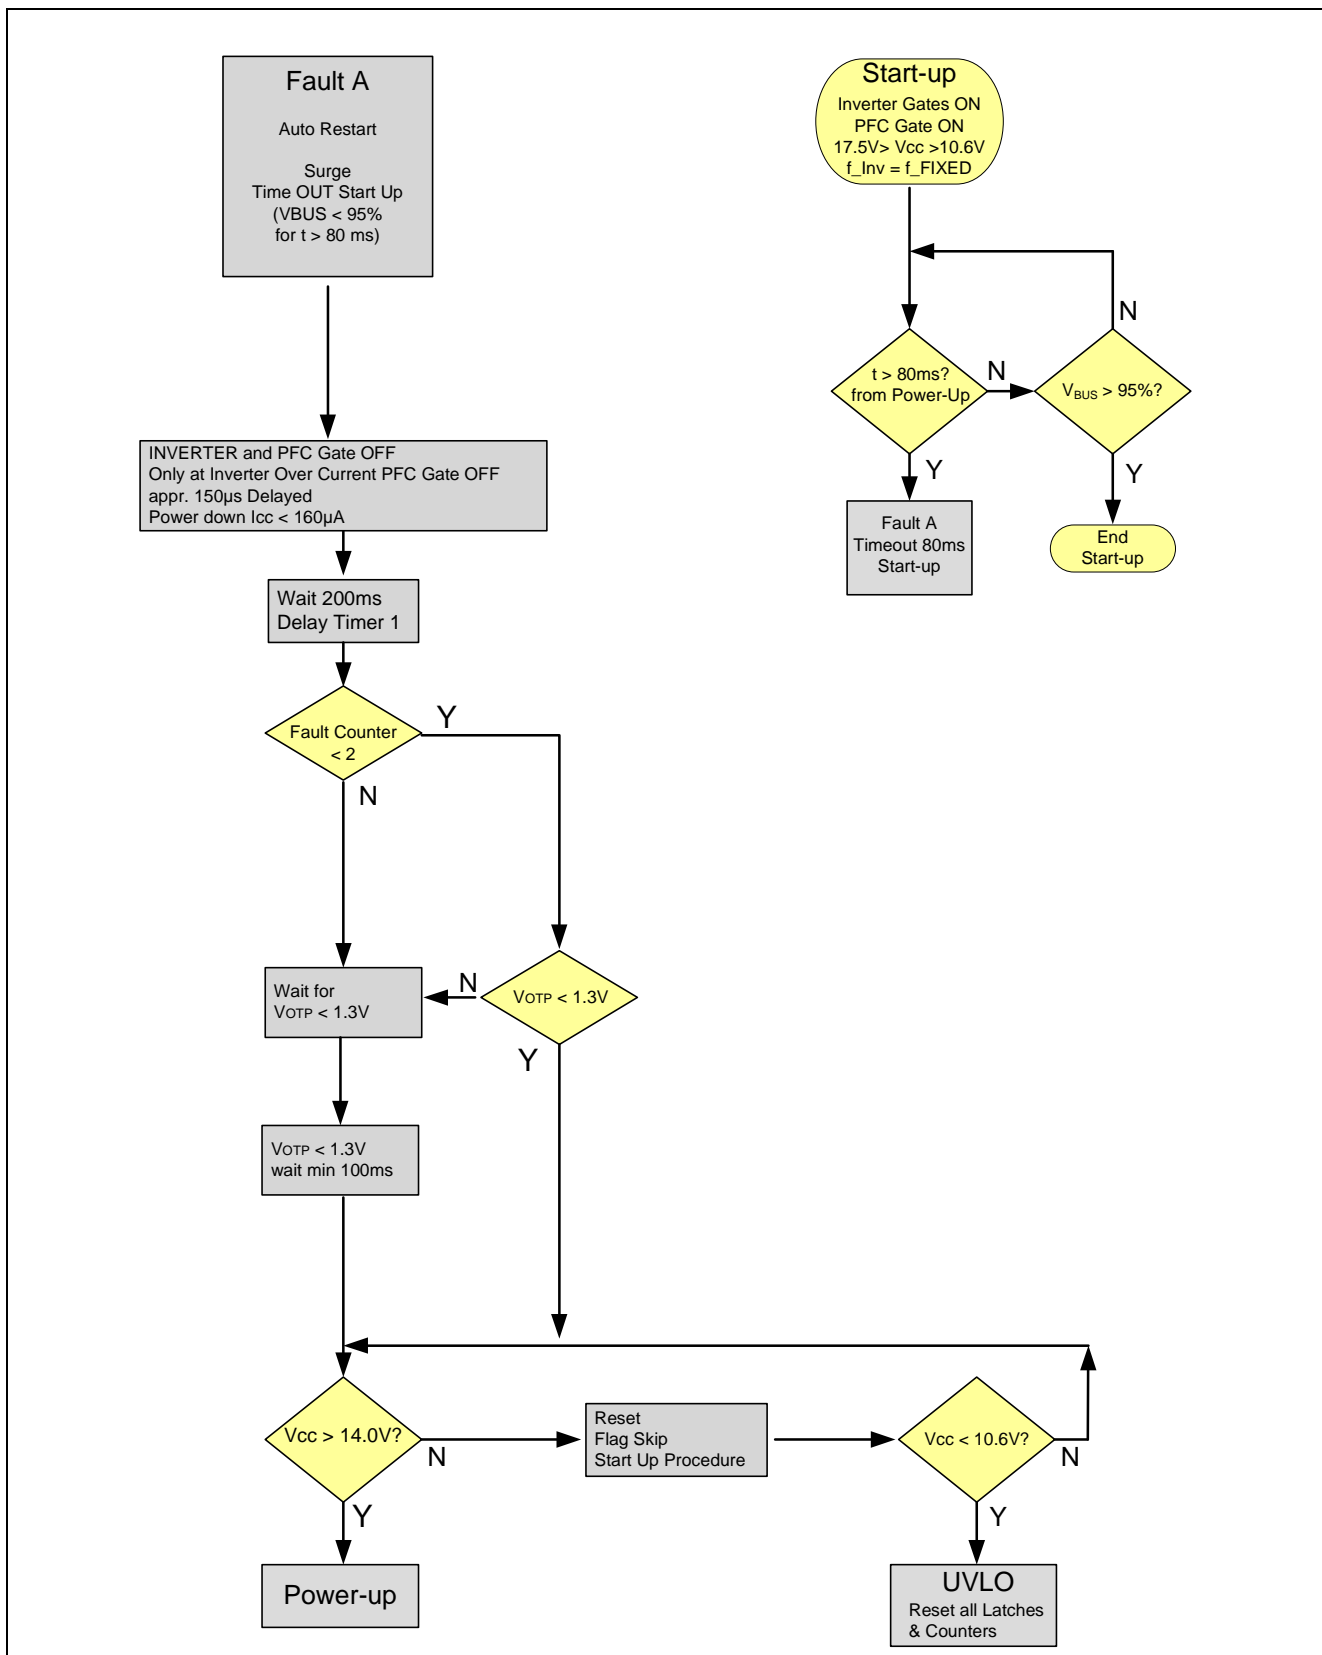 Fault A
Auto Restart
Surge
Time OUT Start Up
(VBUS < 95%
for t > 80 ms)
INVERTER and PFC Gate OFF
Only at Inverter Over Current PFC Gate OFF
appr. 150µs Delayed
Power down Icc < 160µA
Wait 200ms
Delay Timer 1
Fault Counter
< 2
Y
N
Wait for
VOTP < 1.3V
N
VOTP < 1.3V
Y
VOTP < 1.3V
wait min 100ms
Vcc > 14.0V?
N
Y
Reset
Flag Skip
Start Up Procedure
Vcc < 10.6V?
N
Y
Power-up
UVLO
Reset all Latches
& Counters
Start-up
Inverter Gates ON
PFC Gate ON
17.5V> Vcc >10.6V
f_Inv = f_FIXED
t > 80ms?
from Power-Up
N
Y
VBUS > 95%?
N
Y
Fault A
Timeout 80ms
Start-up
End
Start-up